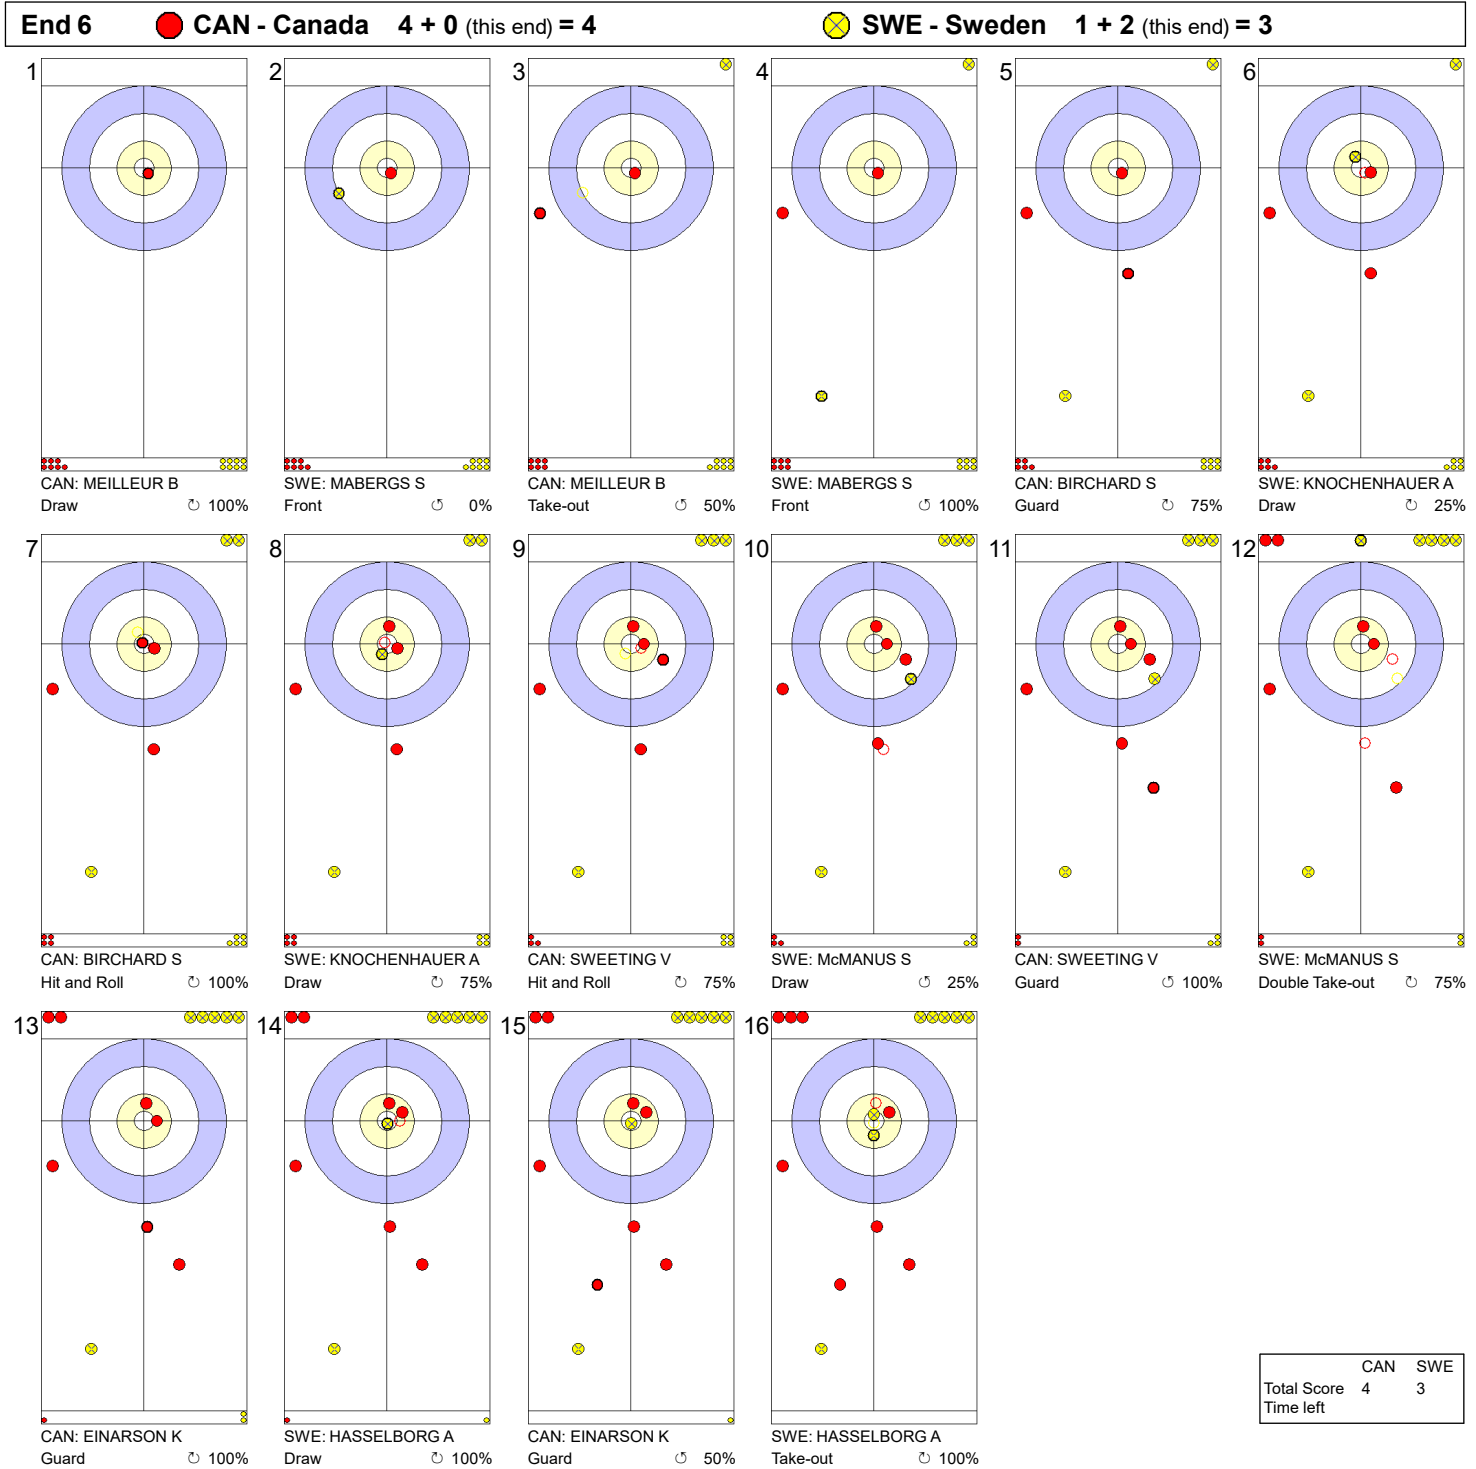 End 6 CAN - Canada 4 + 0 (this end) = 4 SWE - Sweden 1 + 2 (this end) = 3
1 2 3 4 5 6
CAN: MEILLEUR B SWE: MABERGS S CAN: MEILLEUR B SWE: MABERGS S CAN: BIRCHARD S SWE: KNOCHENHAUER A
Draw ↻ 100% Front ↺ 0% Take-out ↺ 50% Front ↺ 100% Guard ↻ 75% Draw ↻ 25%
7 8 9 10 11 12
CAN: BIRCHARD S SWE: KNOCHENHAUER A CAN: SWEETING V SWE: McMANUS S CAN: SWEETING V SWE: McMANUS S
Hit and Roll ↻ 100% Draw ↻ 75% Hit and Roll ↻ 75% Draw ↺ 25% Guard ↻ 100% Double Take-out ↻ 75%
13 14 15 16
CAN: EINARSON K SWE: HASSELBORG A CAN: EINARSON K SWE: HASSELBORG A
Guard ↻ 100% Draw ↻ 100% Guard ↺ 50% Take-out ↻ 100%
CAN SWE
Total Score 4 3
Time left